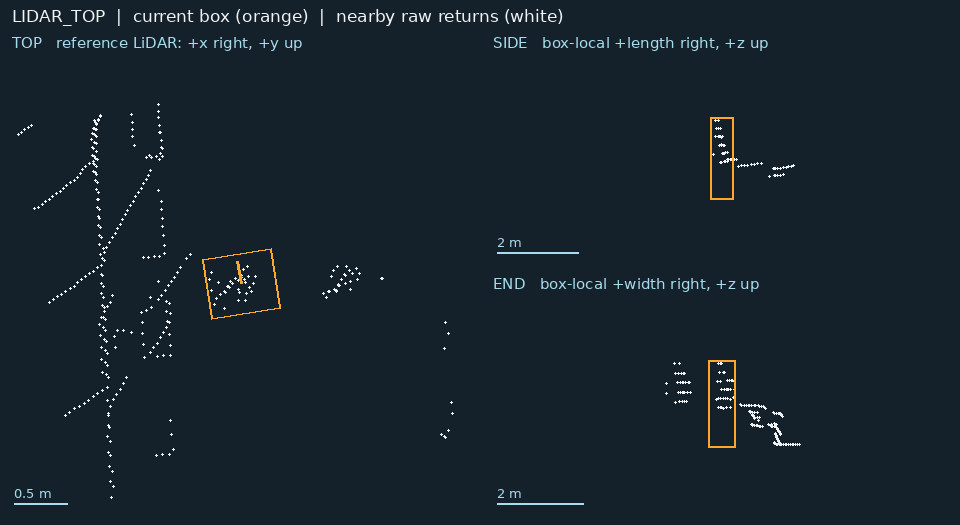 LIDAR_TOP | current box (orange) | nearby raw returns (white)
TOP reference LiDAR: +x right, +y up
SIDE box-local +length right, +z up
2 m
END box-local +width right, +z up
0.5 m
2 m